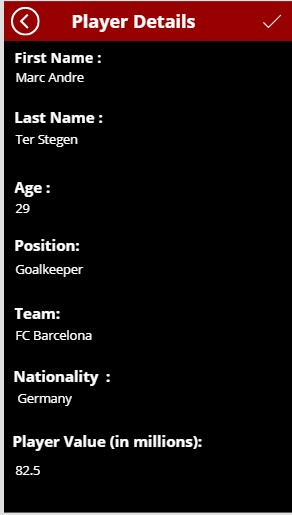 Player Details
First Name :
Marc Andre
Last Name :
Ter Stegen
Age :
29
Position:
Goalkeeper
Team:
FC Barcelona
Nationality :
Germany
Player Value (in millions):
82.5